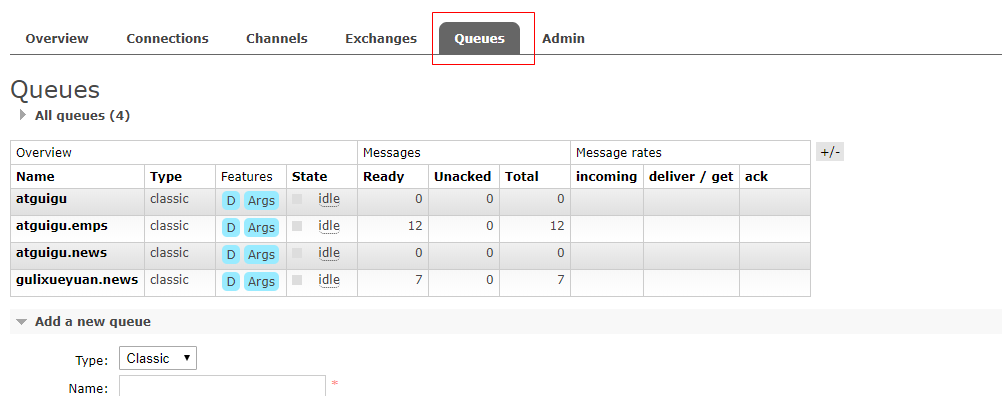 Overview Connections Channels Exchanges Queues Admin
Queues
All queues (4)
Overview Messages Message rates +/-
Name Type Features State Ready Unacked Total incoming deliver / get ack
atguigu classic D Args idle 0 0 0
atguigu.emps classic D Args idle 12 0 12
atguigu.news classic D Args idle 0 0 0
gulixueyuan.news classic D Args idle 7 0 7
Add a new queue
Type: Classic
Name: *